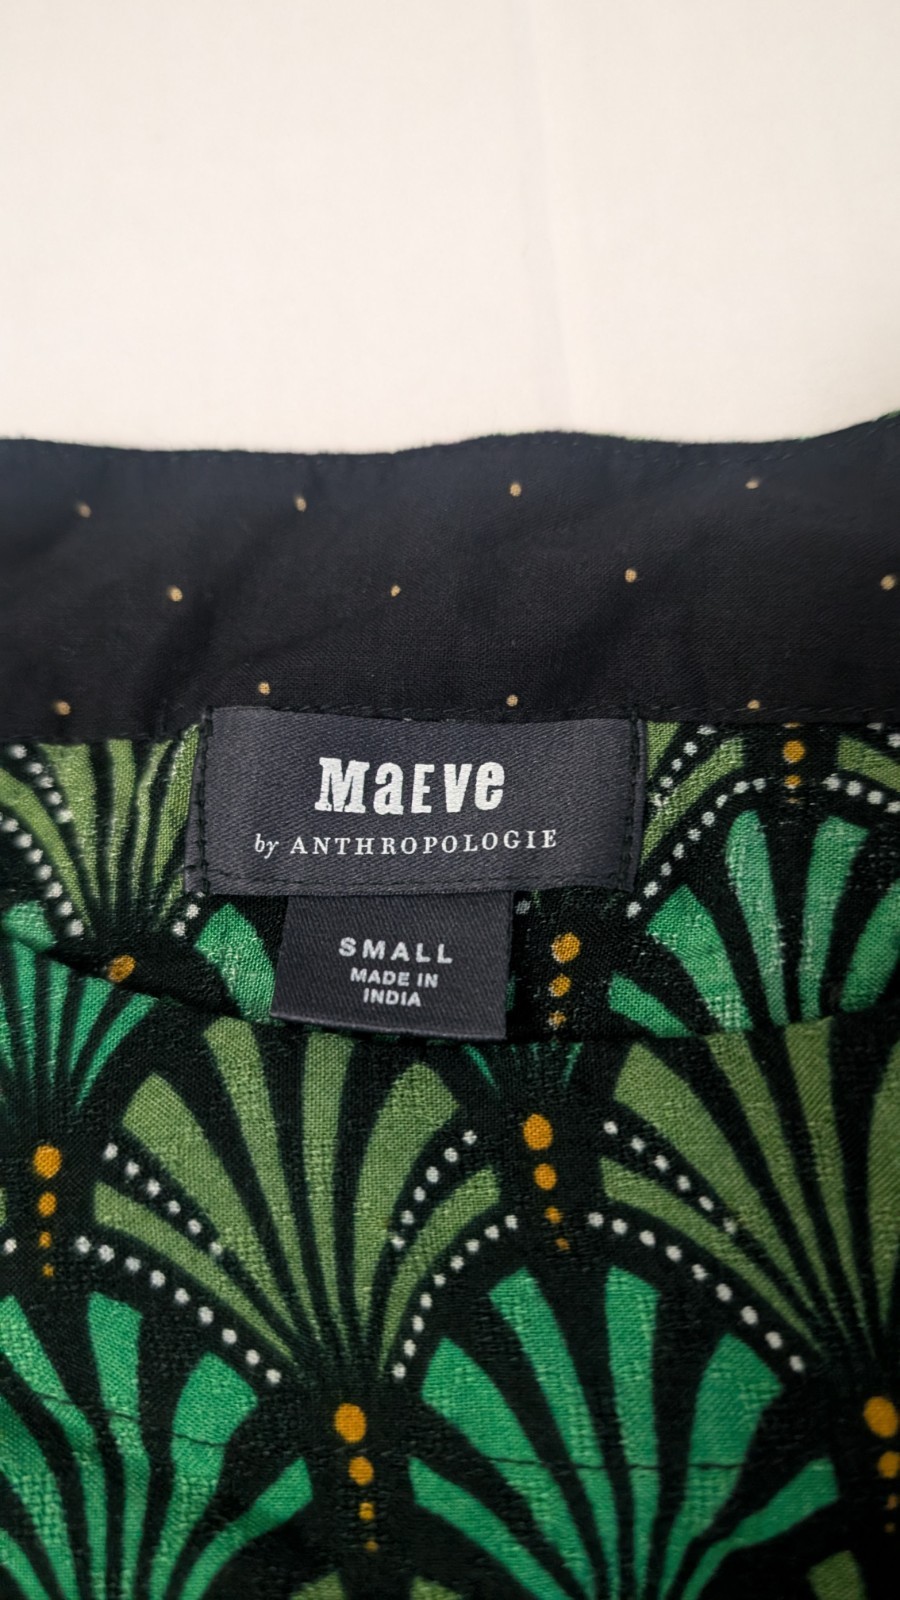 MaEve
by ANTHROPOLOGIE
SMALL
MADE IN
INDIA